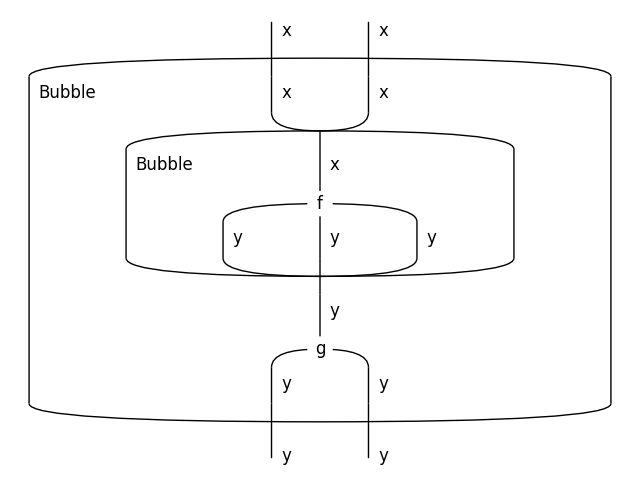 x x
Bubble x x
Bubble x
f
y y y
y
g
y y
y y